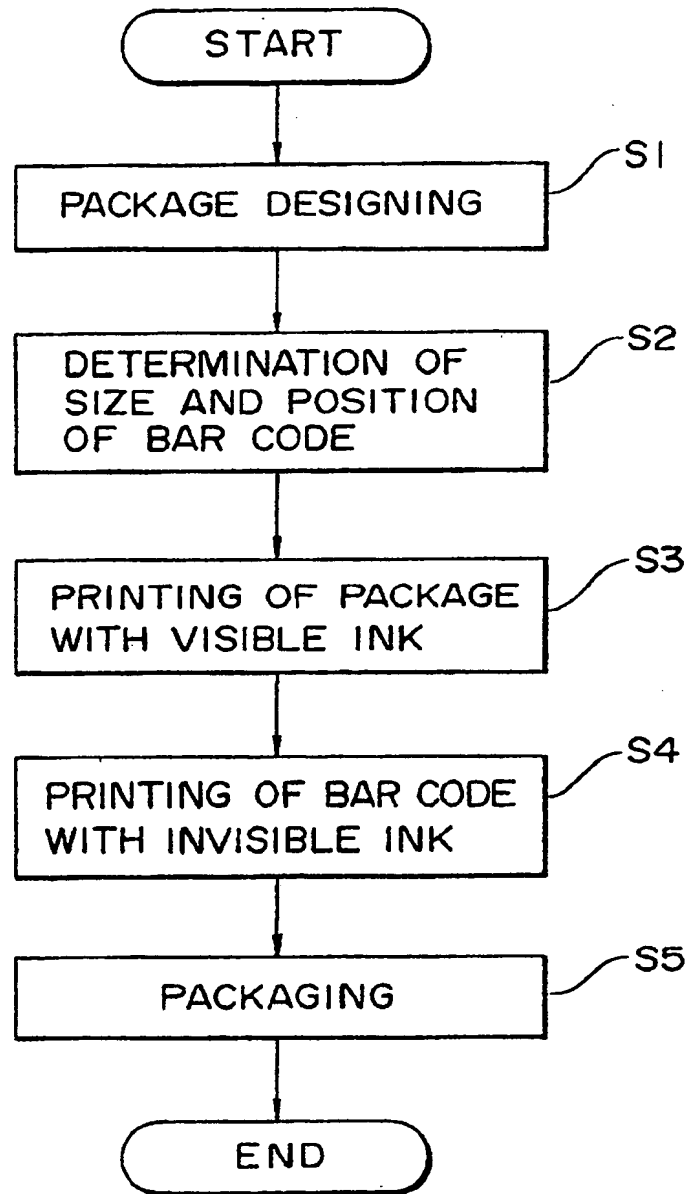 START
S1
PACKAGE DESIGNING
S2
DETERMINATION OF
SIZE AND POSITION
OF BAR CODE
S3
PRINTING OF PACKAGE
WITH VISIBLE INK
S4
PRINTING OF BAR CODE
WITH INVISIBLE INK
S5
PACKAGING
END